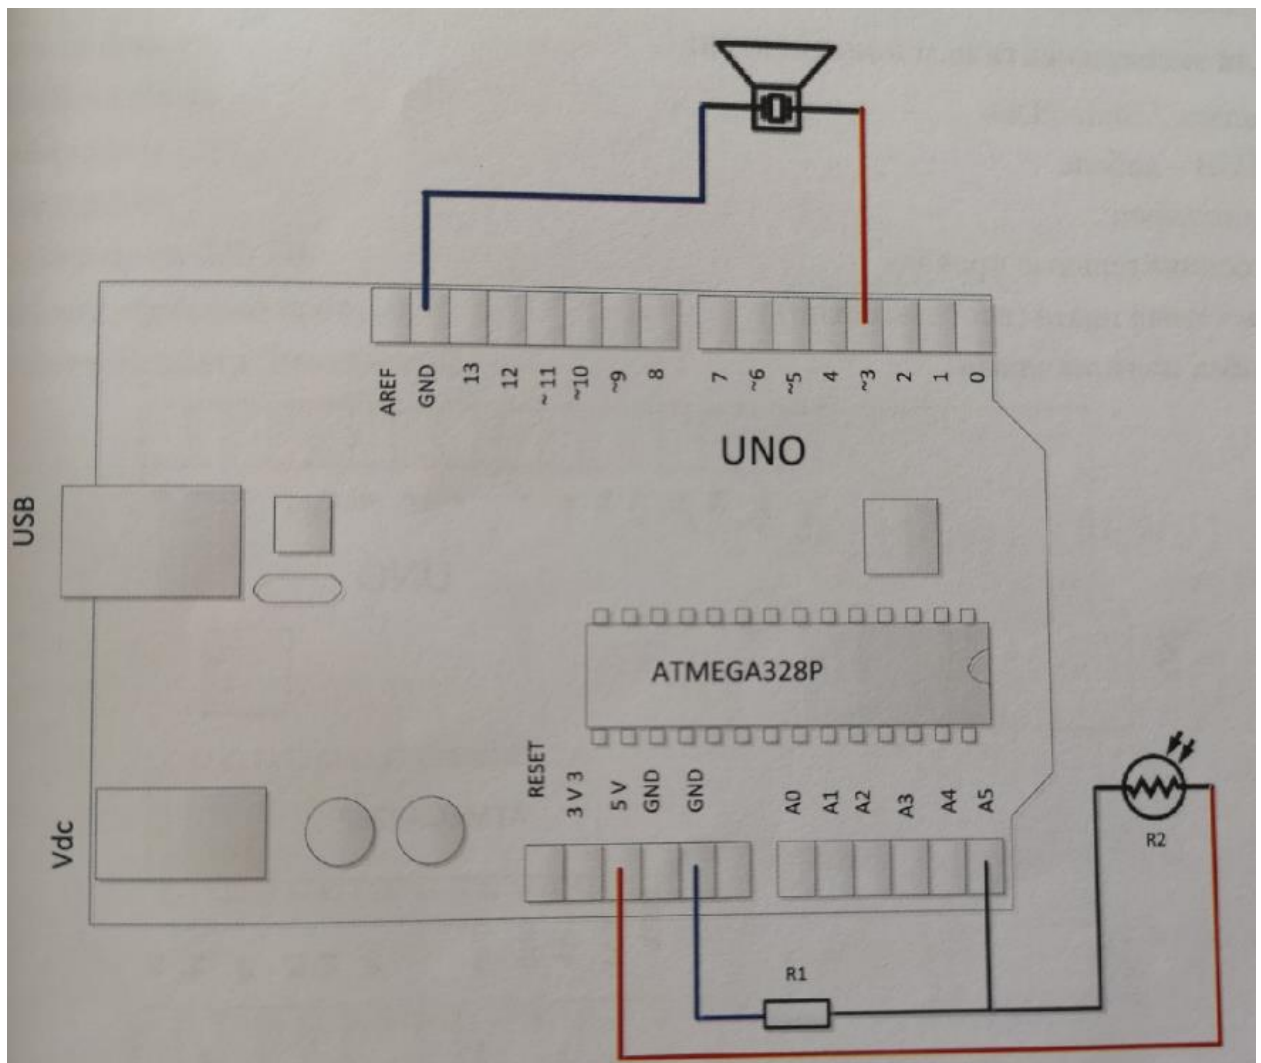 AREF
GND
13
12
~11
~10
~9
8
7
~6
~5
4
~3
2
1
0
UNO
USB
ATMEGA328P
RESET
3 V 3
5 V
GND
GND
A0
A1
A2
A3
A4
A5
Vdc
R2
R1